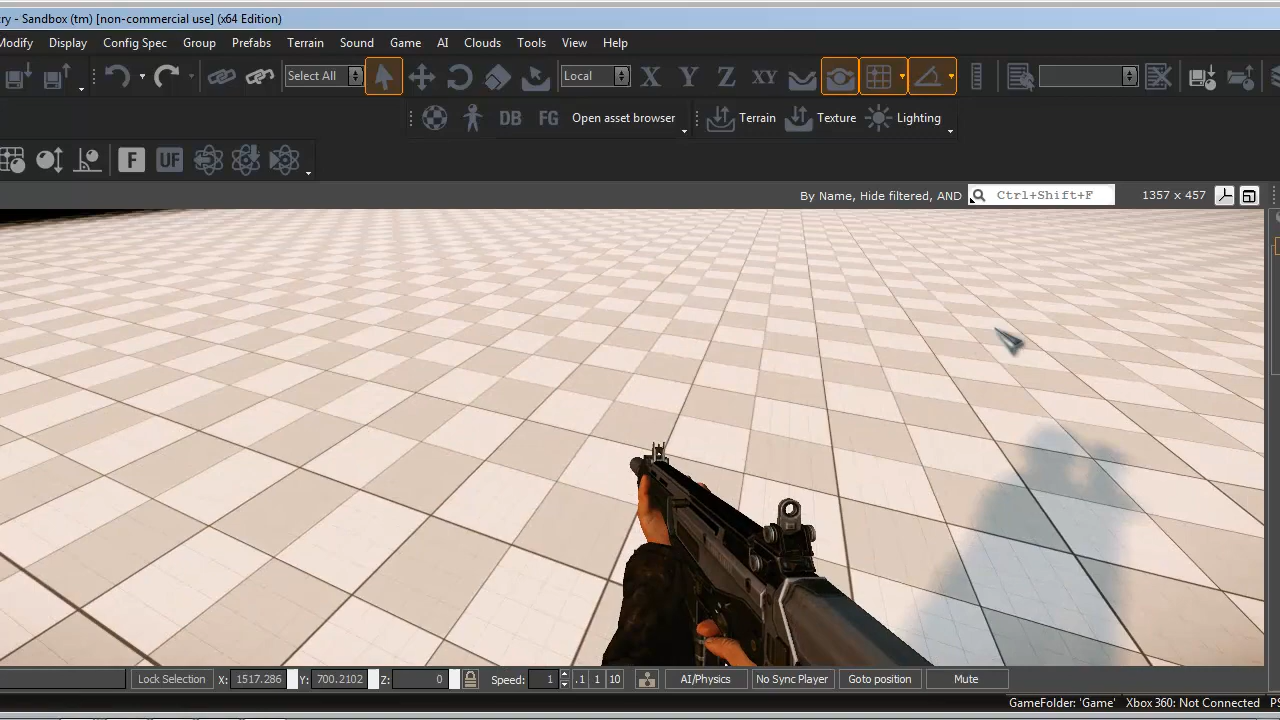 ry - Sandbox (tm) [non-commercial use] (x64 Edition)
Modify Display Config Spec Group Prefabs Terrain Sound Game AI Clouds Tools View Help
Select All Local X Y Z XY
DB FG Open asset browser Terrain Texture Lighting
F UF
By Name, Hide filtered, AND Ctrl+Shift+F 1357 x 457
Lock Selection X: 1517.286 Y: 700.2102 Z: 0 Speed: 1 .1 1 10 AI/Physics No Sync Player Goto position Mute
GameFolder: 'Game' Xbox 360: Not Connected